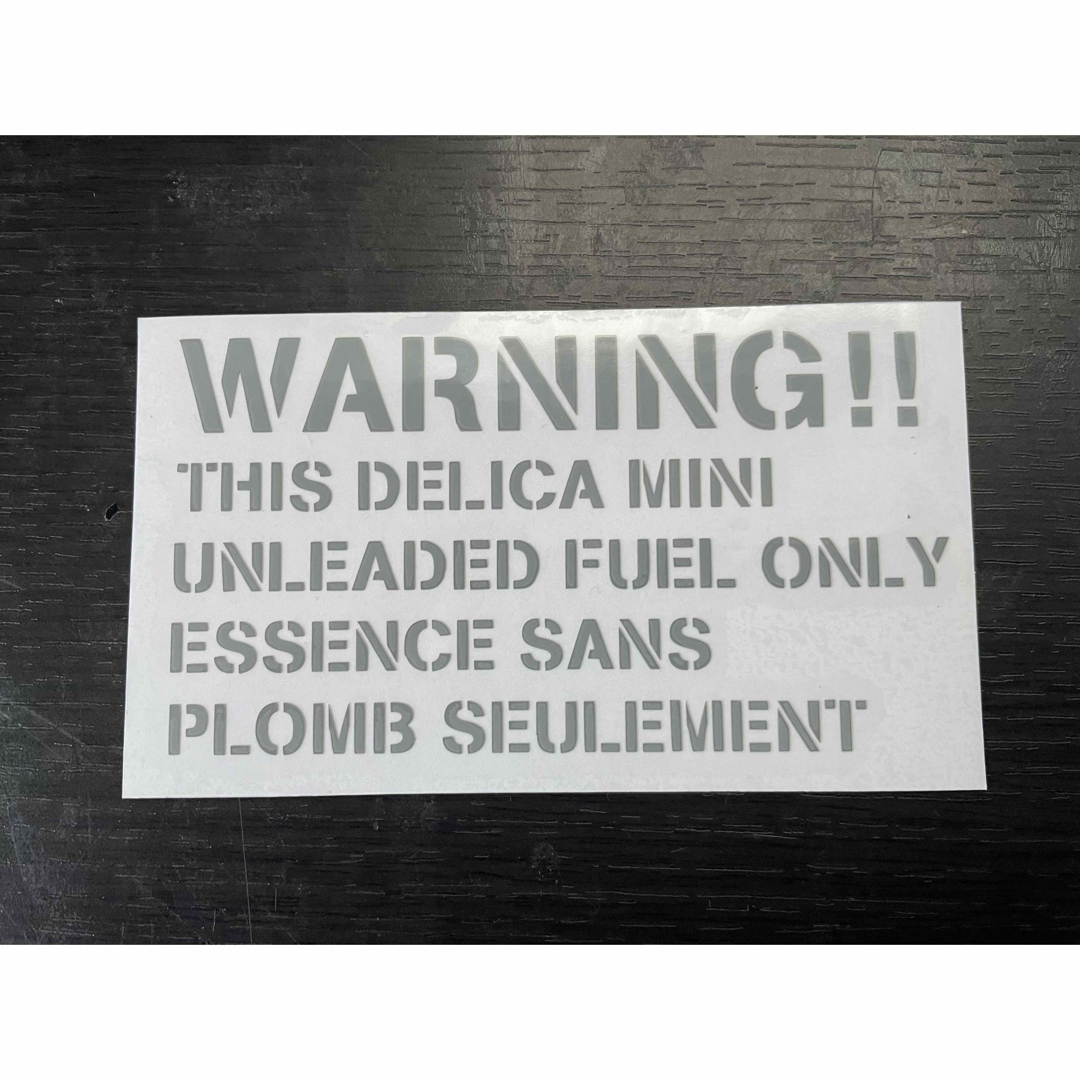 WARNING!!
THIS DELICA MINI
UNLEADED FUEL ONLY
ESSENCE SANS
PLOMB SEULEMENT